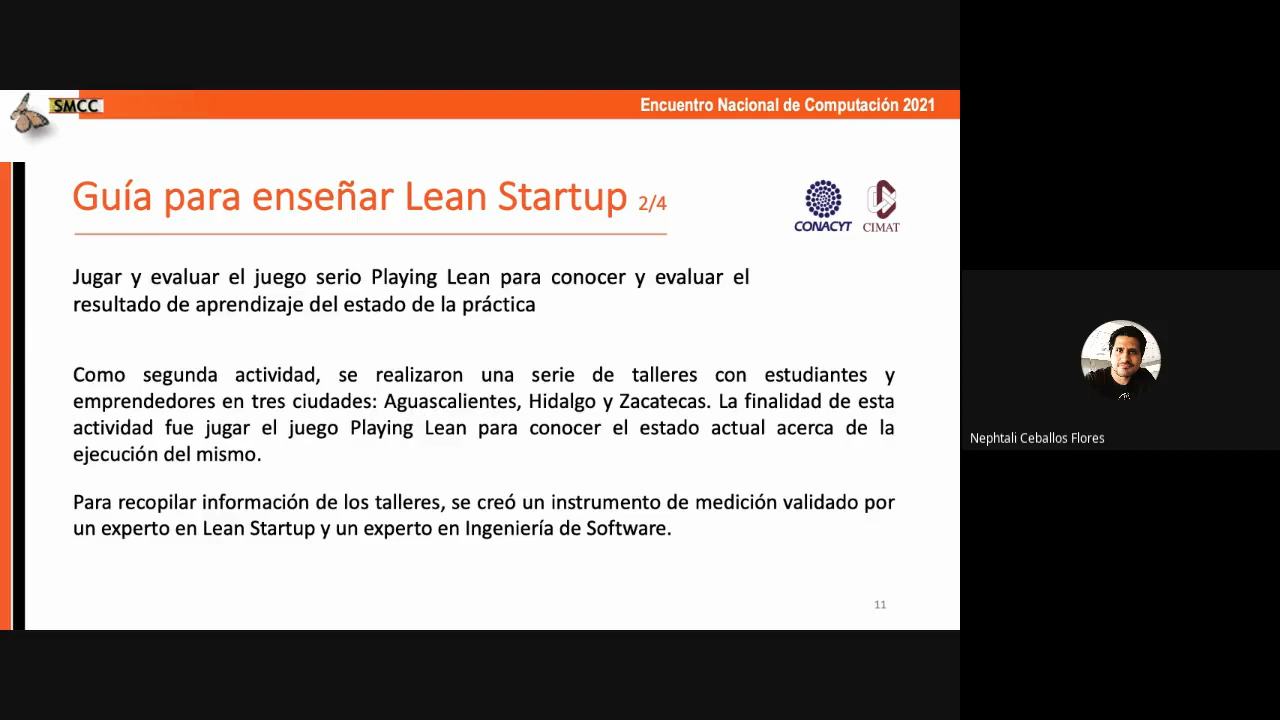 SMCC
Encuentro Nacional de Computación 2021
Guía para enseñar Lean Startup 2/4
CONACYT
CIMAT
Jugar y evaluar el juego serio Playing Lean para conocer y evaluar el
resultado de aprendizaje del estado de la práctica
Como segunda actividad, se realizaron una serie de talleres con estudiantes y
emprendedores en tres ciudades: Aguascalientes, Hidalgo y Zacatecas. La finalidad de esta
actividad fue jugar el juego Playing Lean para conocer el estado actual acerca de la
ejecución del mismo.
Para recopilar información de los talleres, se creó un instrumento de medición validado por
un experto en Lean Startup y un experto en Ingeniería de Software.
11
Nephtali Ceballos Flores